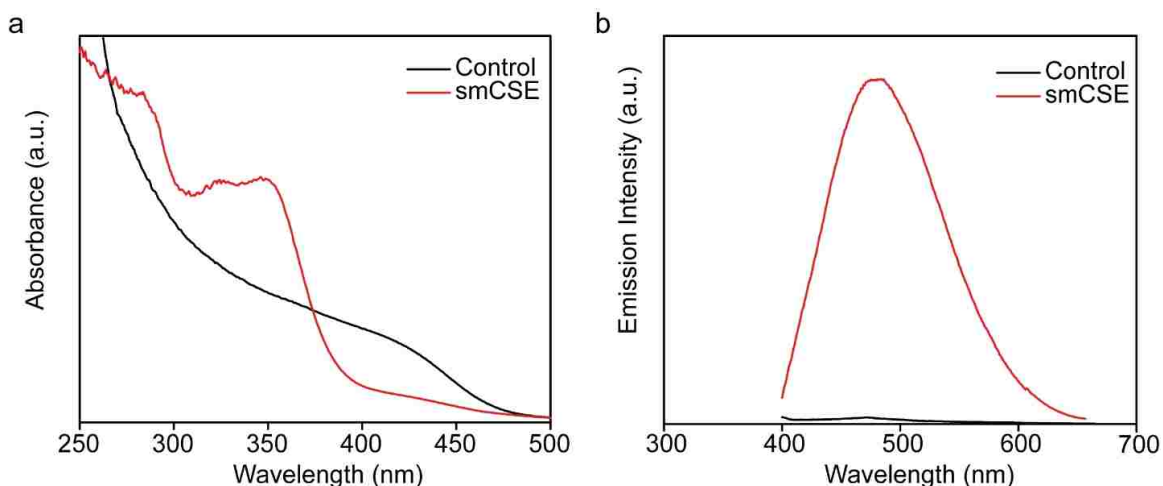 a
Control
smCSE
Absorbance (a.u.)
250 300 350 400 450 500
Wavelength (nm)
b
Control
smCSE
Emission Intensity (a.u.)
300 400 500 600 700
Wavelength (nm)